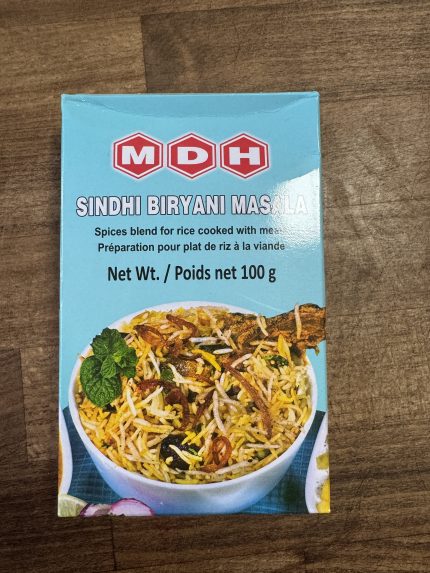 MDH
SINDHI BIRYANI MASALA
Spices blend for rice cooked with meat
Préparation pour plat de riz à la viande
Net Wt. / Poids net 100 g